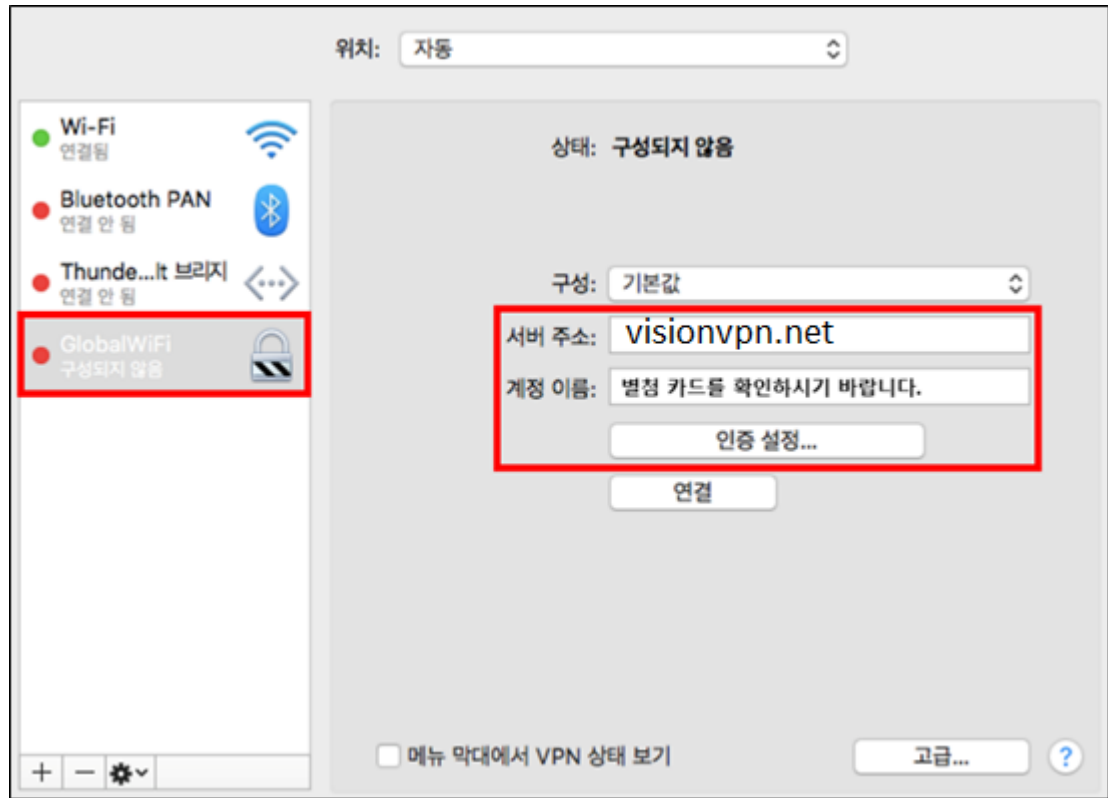 위치: 자동
Wi-Fi
연결됨
Bluetooth PAN
연결 안 됨
Thunde...lt 브리지
연결 안 됨
GlobalWiFi
구성되지 않음
상태: 구성되지 않음
구성: 기본값
서버 주소: visionvpn.net
계정 이름: 별첨 카드를 확인하시기 바랍니다.
인증 설정...
연결
메뉴 막대에서 VPN 상태 보기
고급...
?